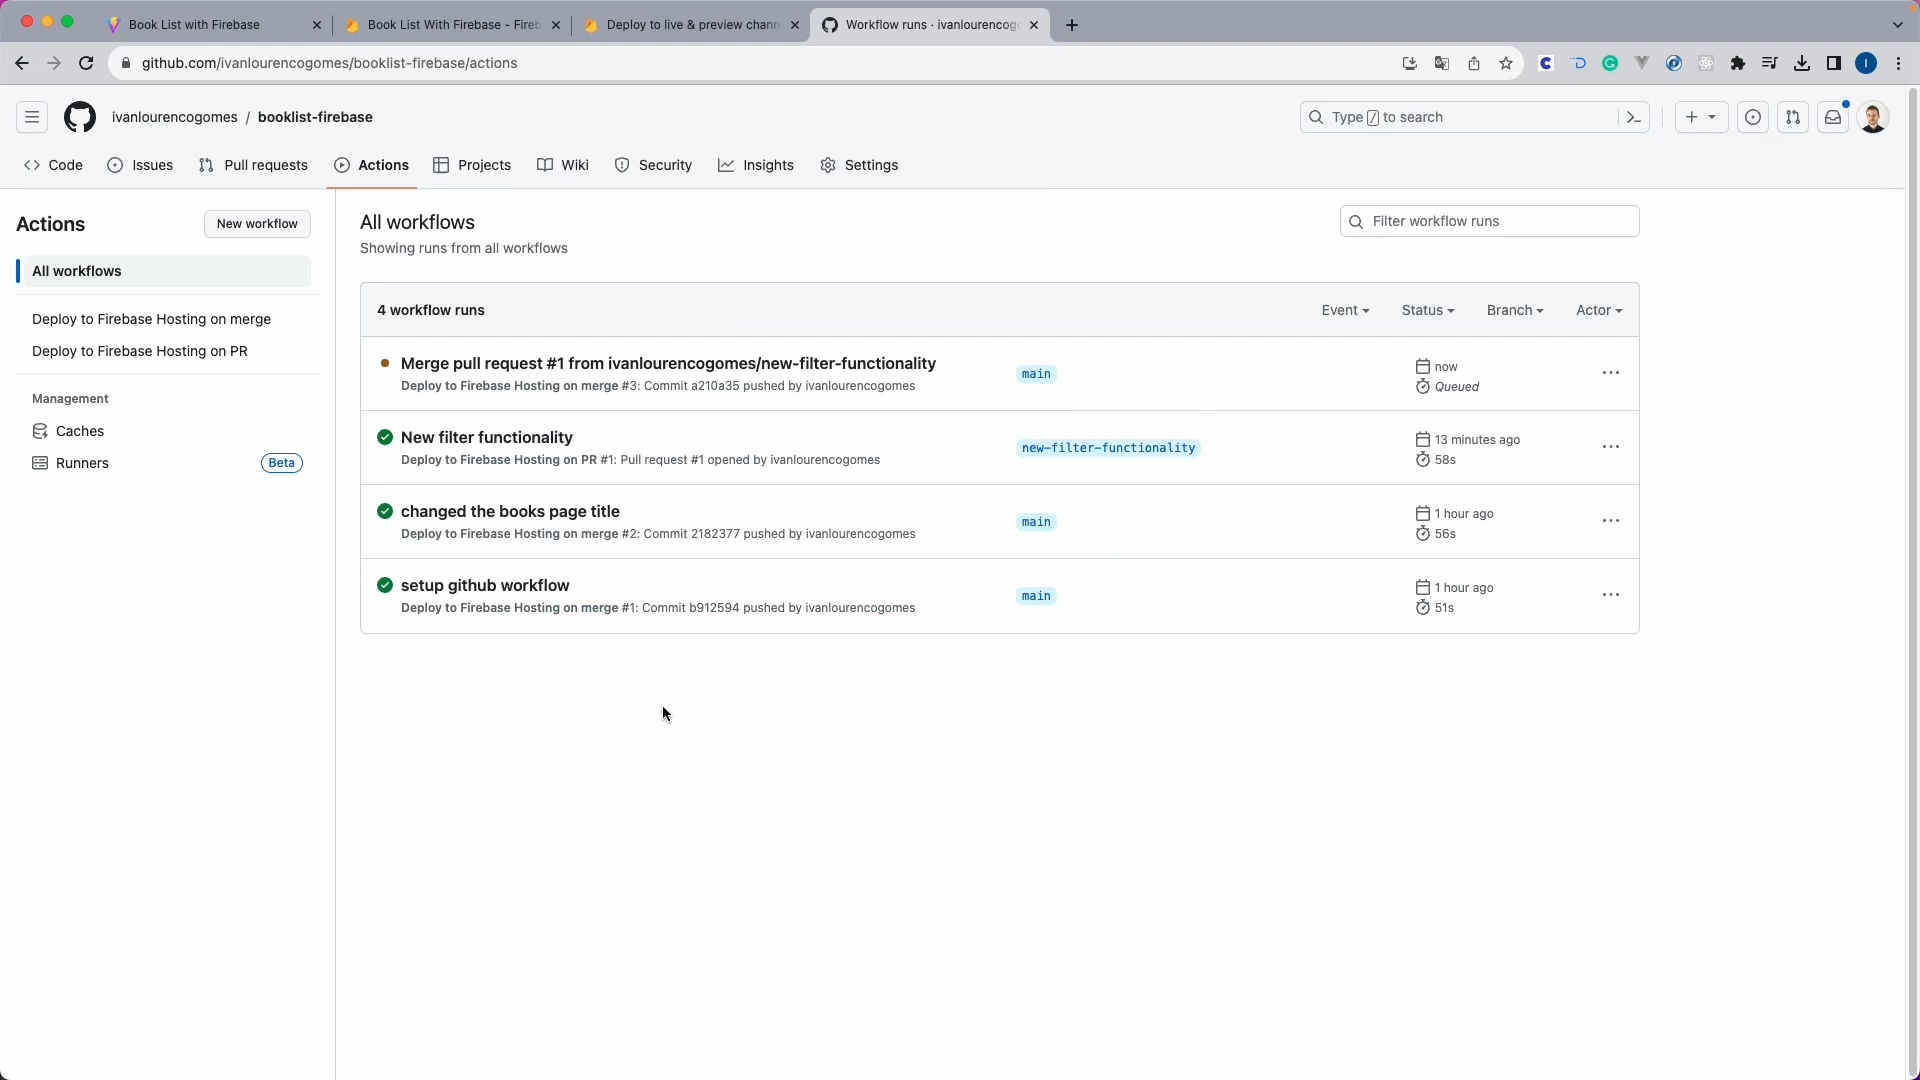 Book List with Firebase
Book List With Firebase - Fireb
Deploy to live & preview chann
Workflow runs · ivanlourencog
github.com/ivanlourencogomes/booklist-firebase/actions
ivanlourencogomes / booklist-firebase
Type / to search
Code
Issues
Pull requests
Actions
Projects
Wiki
Security
Insights
Settings
Actions
New workflow
All workflows
Deploy to Firebase Hosting on merge
Deploy to Firebase Hosting on PR
Management
Caches
Runners
Beta
All workflows
Showing runs from all workflows
Filter workflow runs
4 workflow runs
Event
Status
Branch
Actor
Merge pull request #1 from ivanlourencogomes/new-filter-functionality
Deploy to Firebase Hosting on merge #3: Commit a210a35 pushed by ivanlourencogomes
main
now
Queued
New filter functionality
Deploy to Firebase Hosting on PR #1: Pull request #1 opened by ivanlourencogomes
new-filter-functionality
13 minutes ago
58s
changed the books page title
Deploy to Firebase Hosting on merge #2: Commit 2182377 pushed by ivanlourencogomes
main
1 hour ago
56s
setup github workflow
Deploy to Firebase Hosting on merge #1: Commit b912594 pushed by ivanlourencogomes
main
1 hour ago
51s